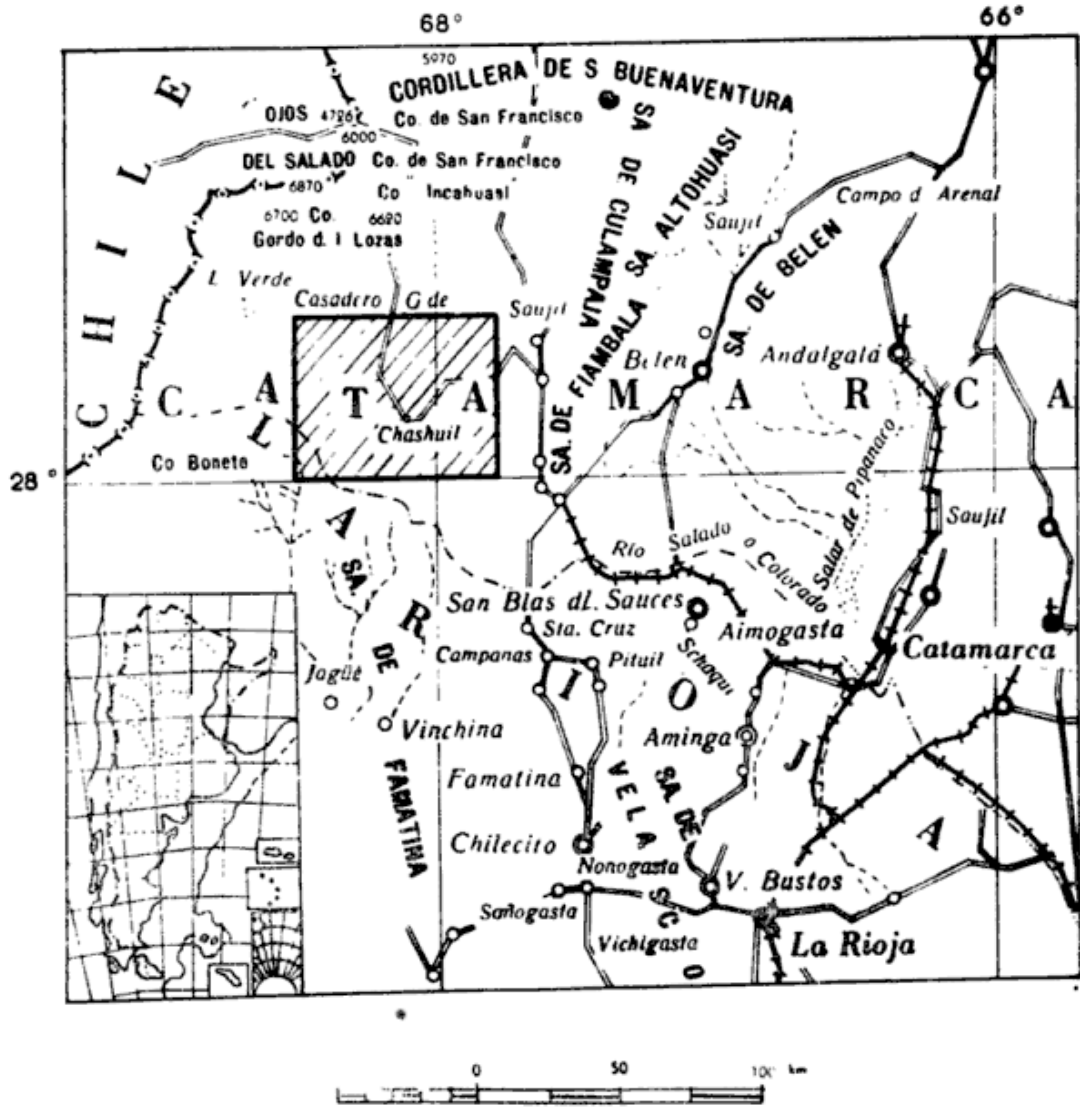 68°
66°
5970
CORDILLERA DE S BUENAVENTURA
OJOS
Co. de San Francisco
6000
DEL SALADO Co. de San Francisco
6870
Co Incahuasi
6700 Co.
6620
Gordo d. l Lozas
L Verde
Casadero G de
Saujil
SA DE CULAMPAJA
SA. DE FIAMBALA
SA ALTOHUASI
Saujil
SA. DE BELEN
Campo d Arenal
Belen
Andalgalá
CHILE
CATAMARCA
Chashuil
Co Bonete
28°
Salar de Pipanaco
Saujil
Río Salado o Colorado
San Blas dL. Sauces
Sta. Cruz
Aimogasta
Catamarca
Campanas
Pituil
Schaqui
Jagüé
Vinchina
SA. DE FAMATINA
Aminga
Famatina
SA. DE VELASCO
Chilecito
Nonogasta
V. Bustos
Sañogasta
Vichigasta
La Rioja
LA RIOJA
0
50
100 km